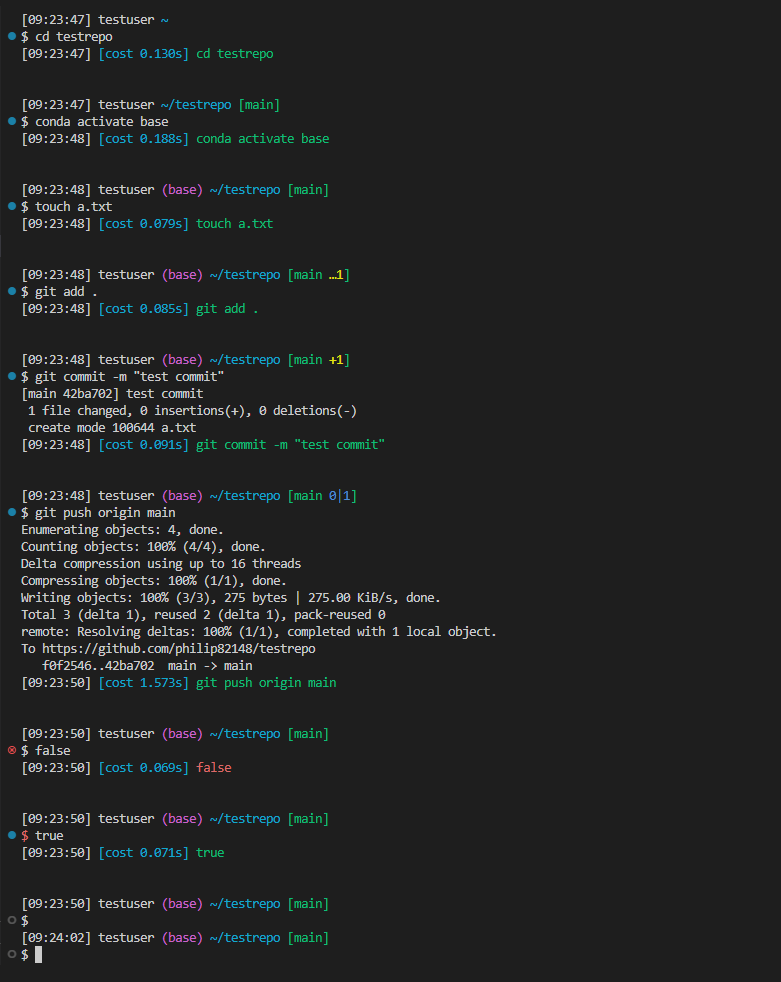 [09:23:47] testuser ~
$ cd testrepo
[09:23:47] [cost 0.130s] cd testrepo
[09:23:47] testuser ~/testrepo [main]
$ conda activate base
[09:23:48] [cost 0.188s] conda activate base
[09:23:48] testuser (base) ~/testrepo [main]
$ touch a.txt
[09:23:48] [cost 0.079s] touch a.txt
[09:23:48] testuser (base) ~/testrepo [main …1]
$ git add .
[09:23:48] [cost 0.085s] git add .
[09:23:48] testuser (base) ~/testrepo [main +1]
$ git commit -m "test commit"
[main 42ba702] test commit
 1 file changed, 0 insertions(+), 0 deletions(-)
 create mode 100644 a.txt
[09:23:48] [cost 0.091s] git commit -m "test commit"
[09:23:48] testuser (base) ~/testrepo [main 0|1]
$ git push origin main
Enumerating objects: 4, done.
Counting objects: 100% (4/4), done.
Delta compression using up to 16 threads
Compressing objects: 100% (1/1), done.
Writing objects: 100% (3/3), 275 bytes | 275.00 KiB/s, done.
Total 3 (delta 1), reused 2 (delta 1), pack-reused 0
remote: Resolving deltas: 100% (1/1), completed with 1 local object.
To https://github.com/philip82148/testrepo
   f0f2546..42ba702  main -> main
[09:23:50] [cost 1.573s] git push origin main
[09:23:50] testuser (base) ~/testrepo [main]
$ false
[09:23:50] [cost 0.069s] false
[09:23:50] testuser (base) ~/testrepo [main]
$ true
[09:23:50] [cost 0.071s] true
[09:23:50] testuser (base) ~/testrepo [main]
$
[09:24:02] testuser (base) ~/testrepo [main]
$